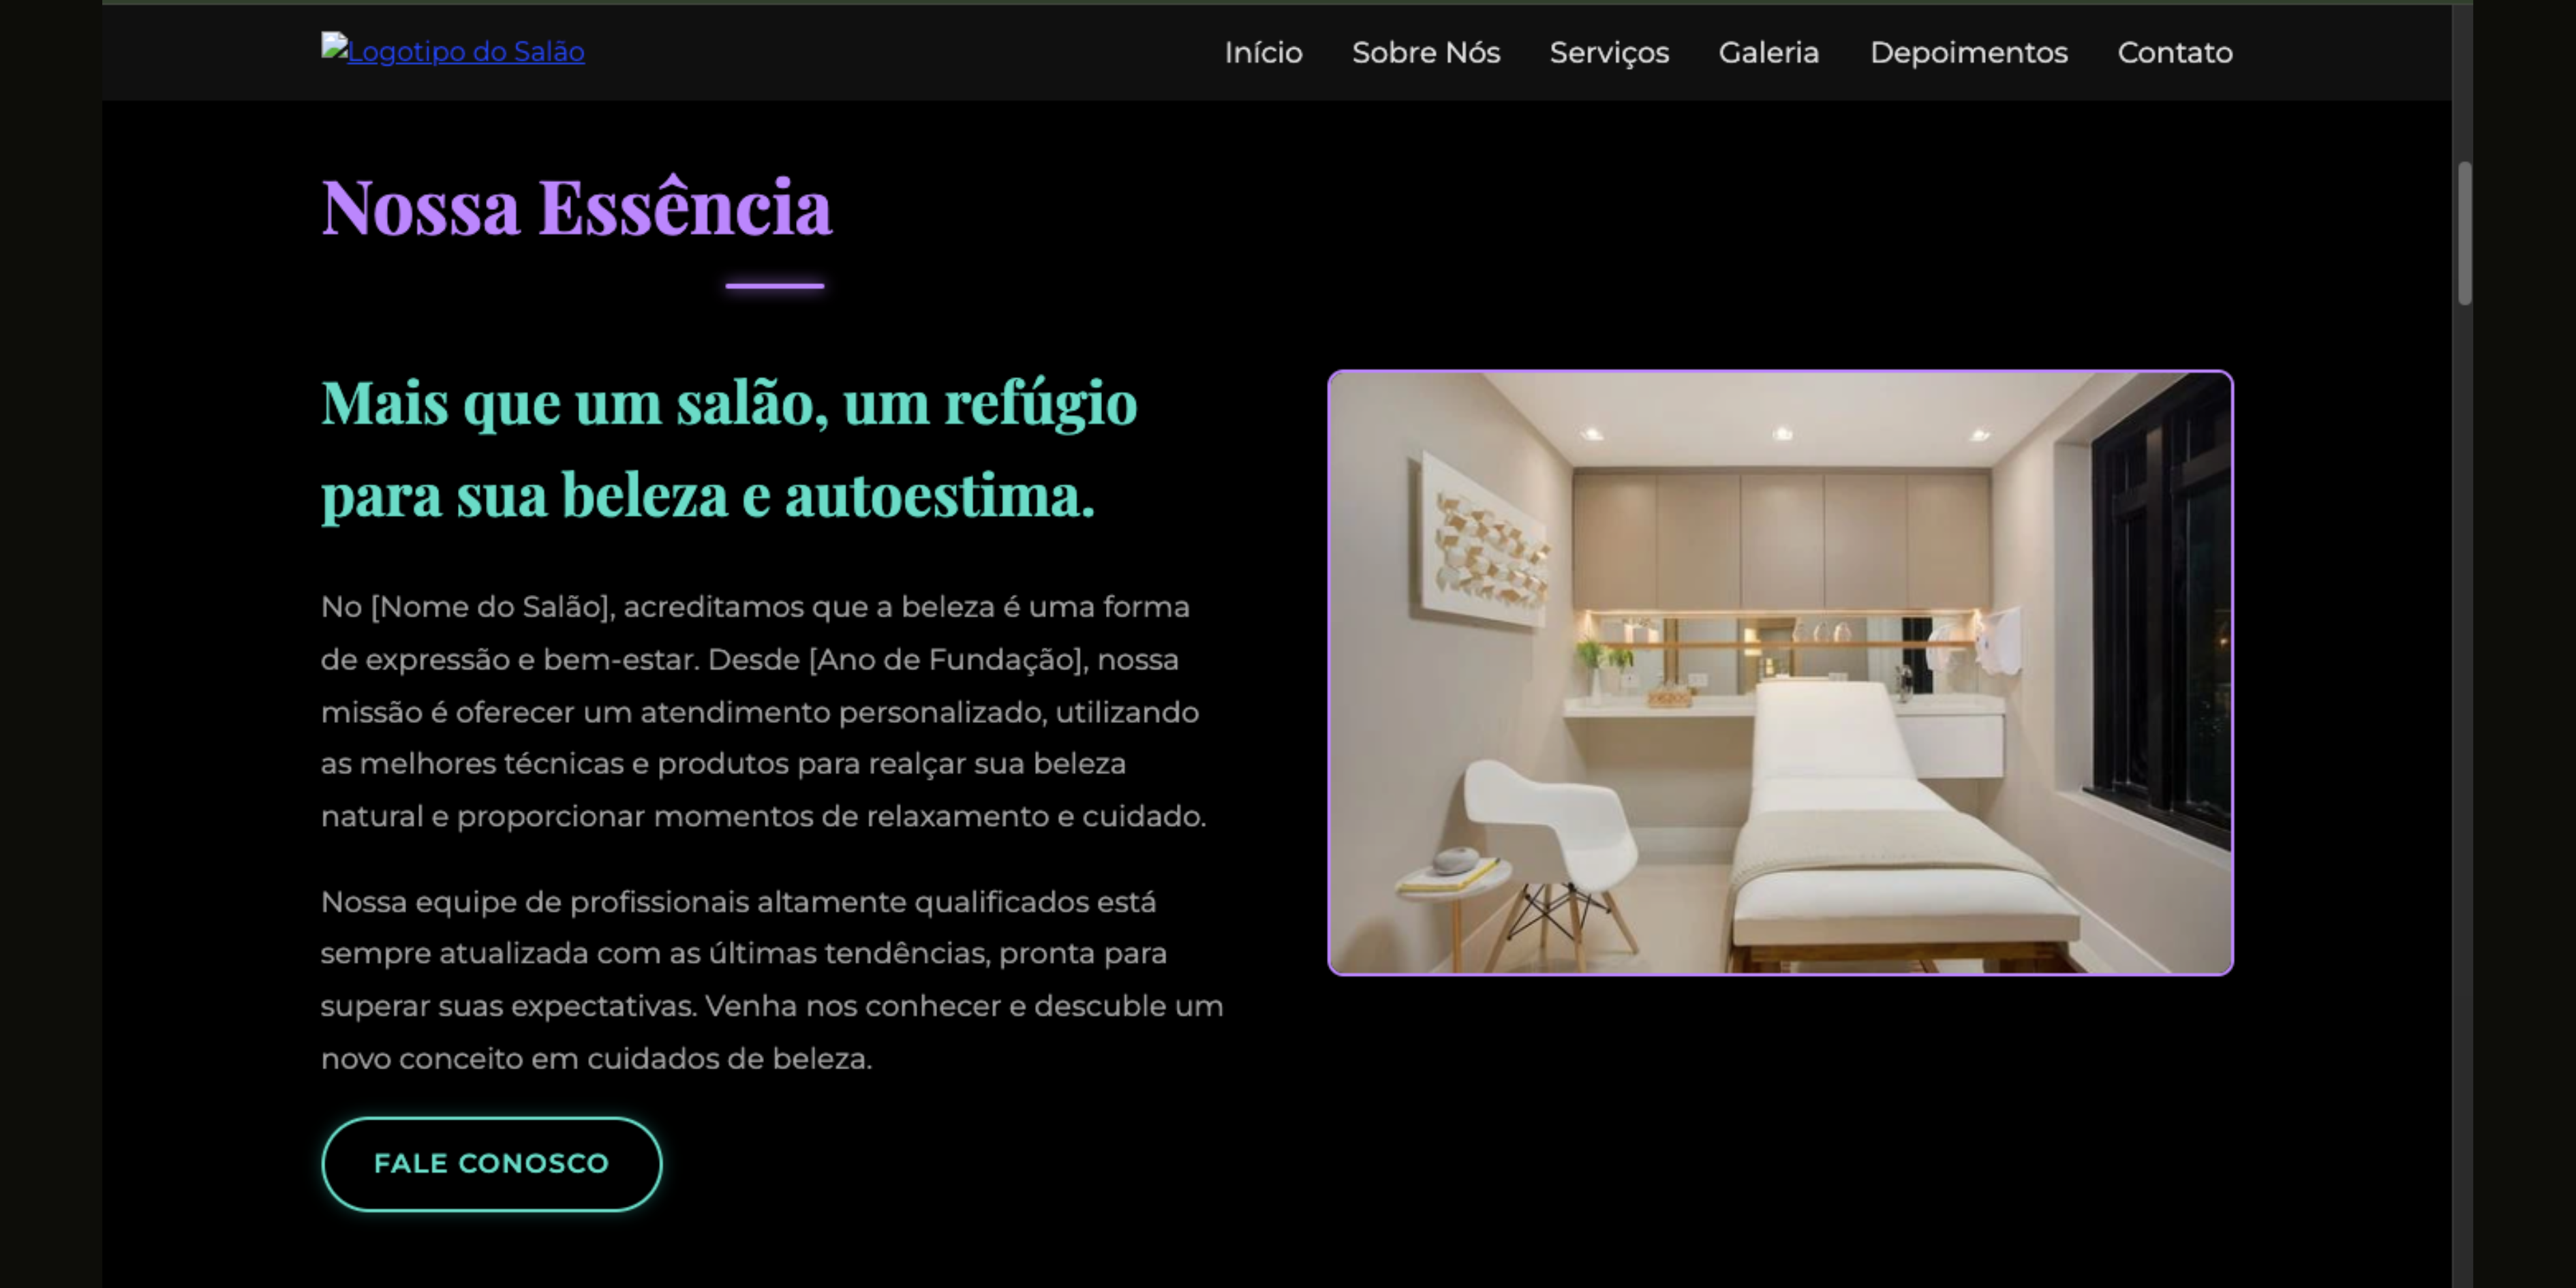 Logotipo do Salão
Início Sobre Nós Serviços Galeria Depoimentos Contato
Nossa Essência
Mais que um salão, um refúgio
para sua beleza e autoestima.
No [Nome do Salão], acreditamos que a beleza é uma forma
de expressão e bem-estar. Desde [Ano de Fundação], nossa
missão é oferecer um atendimento personalizado, utilizando
as melhores técnicas e produtos para realçar sua beleza
natural e proporcionar momentos de relaxamento e cuidado.
Nossa equipe de profissionais altamente qualificados está
sempre atualizada com as últimas tendências, pronta para
superar suas expectativas. Venha nos conhecer e descuble um
novo conceito em cuidados de beleza.
FALE CONOSCO